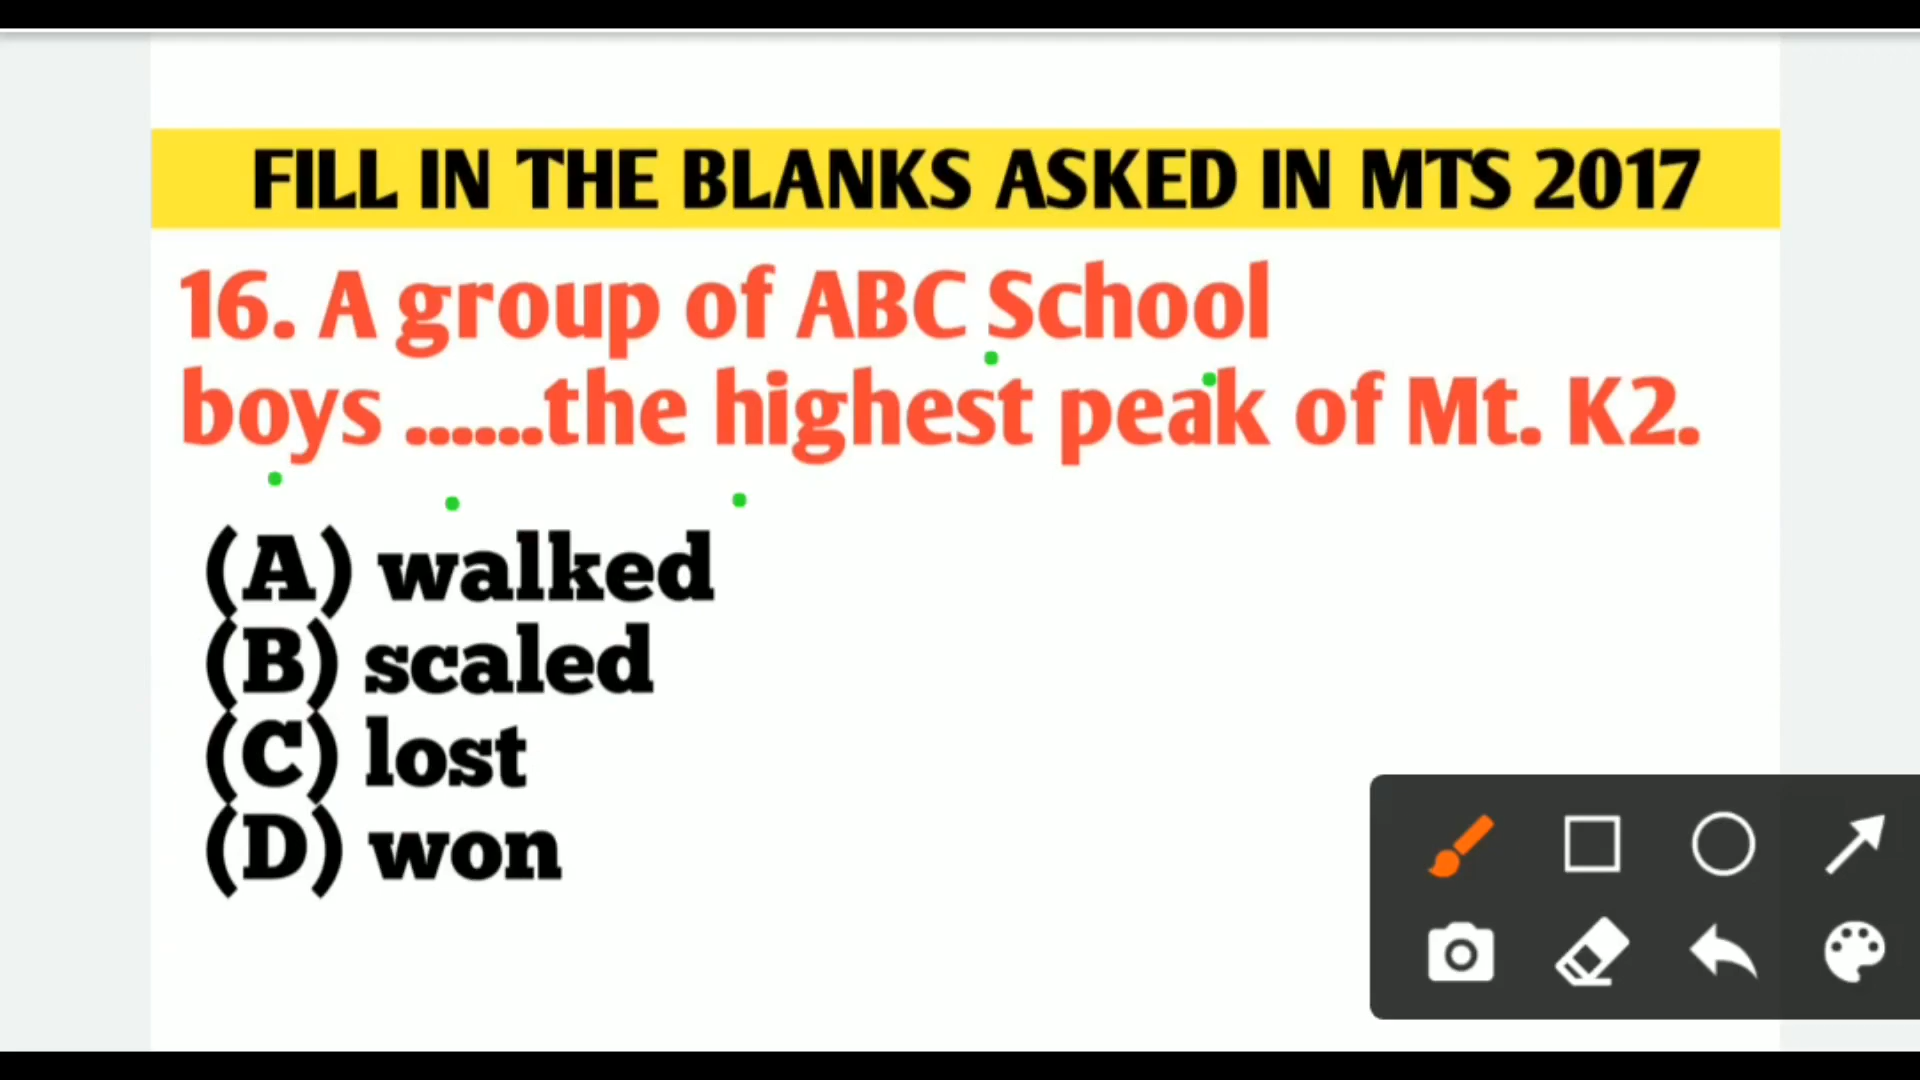 FILL IN THE BLANKS ASKED IN MTS 2017
16. A group of ABC School
boys ......the highest peak of Mt. K2.
(A) walked
(B) scaled
(C) lost
(D) won